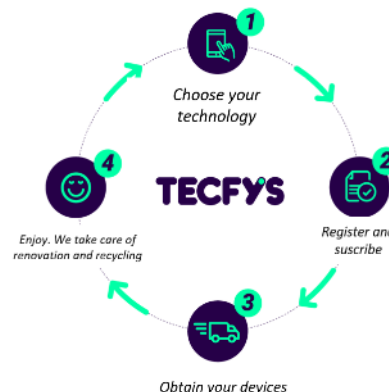 1
Choose your
technology
2
Register and
suscribe
3
Obtain your devices
4
Enjoy. We take care of
renovation and recycling
TECFY'S